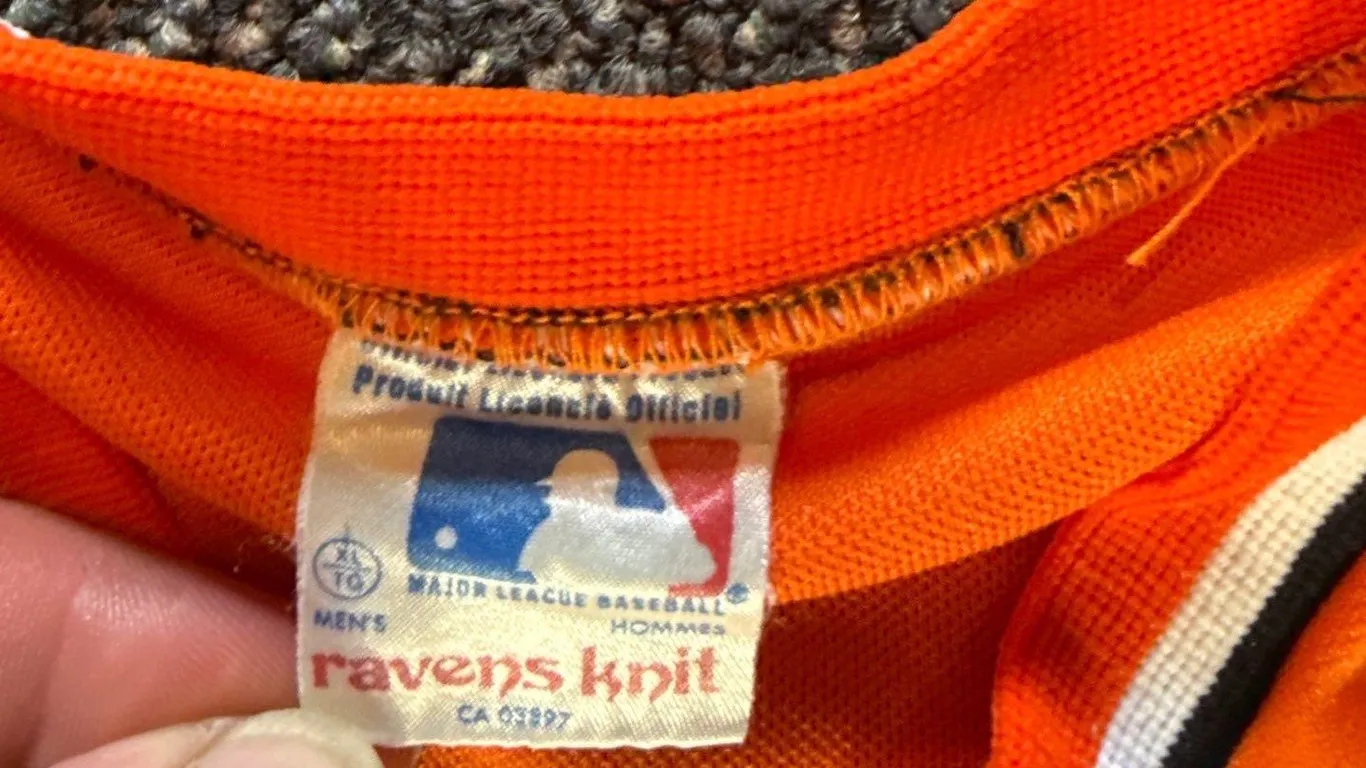 Produit Licencié Officiel
XL
TG
MAJOR LEAGUE BASEBALL®
MEN'S
HOMMES
ravens knit
CA 03897